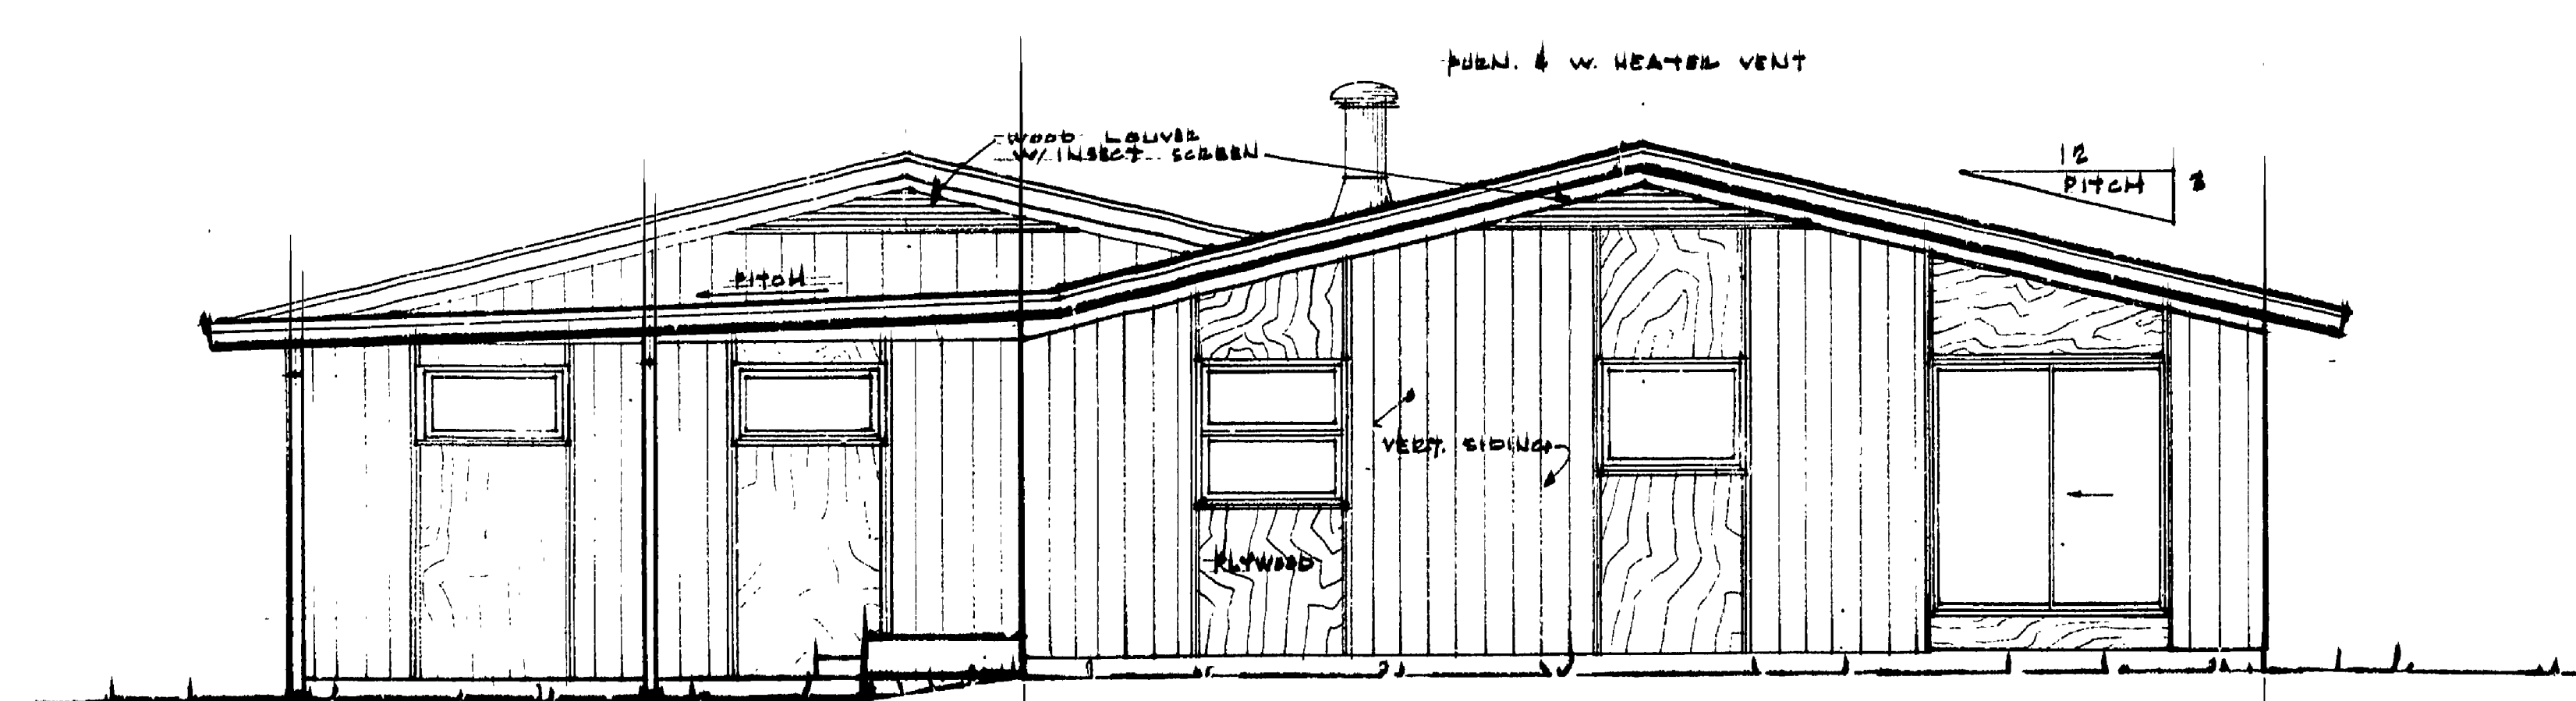 FURN. & W. HEATER VENT
WOOD LOUVER
W/ INSECT SCREEN
12
PITCH 3
PITCH
VERT. SIDING
PLYWOOD